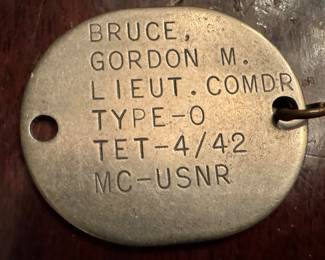 BRUCE,
GORDON M.
LIEUT. COMDR
TYPE-O
TET-4/42
MC-USNR